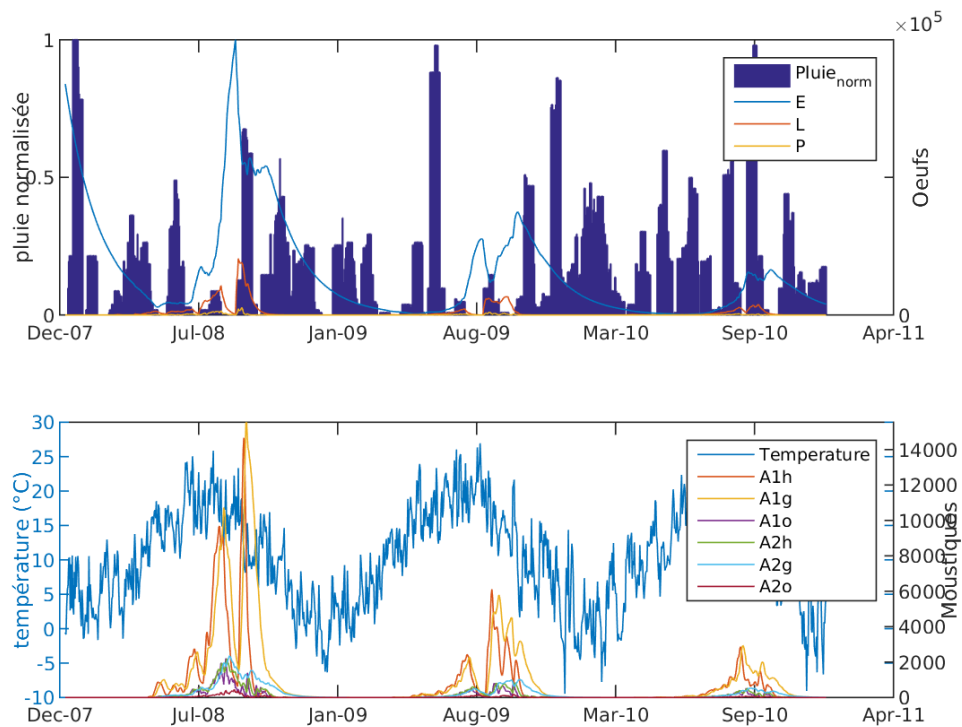 ×10⁵
1
0.5
0
pluie normalisée
Pluie_norm
E
L
P
0
Oeufs
Dec-07 Jul-08 Jan-09 Aug-09 Mar-10 Sep-10 Apr-11
30
25
20
15
10
5
0
-5
-10
température (°C)
Temperature
A1h
A1g
A1o
A2h
A2g
A2o
14000
12000
10000
8000
6000
4000
2000
0
Moustiques
Dec-07 Jul-08 Jan-09 Aug-09 Mar-10 Sep-10 Apr-11